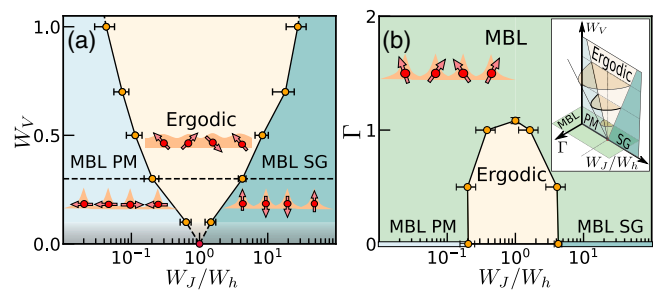 (a)
1.0
0.5
0.0
W_V
Ergodic
MBL PM
MBL SG
10^{-1}
10^{0}
10^{1}
W_J/W_h
(b)
2
1
0
Γ
MBL
Ergodic
MBL PM
MBL SG
10^{-1}
10^{0}
10^{1}
W_J/W_h
W_V
Ergodic
MBL
PM
SG
Γ
W_J/W_h